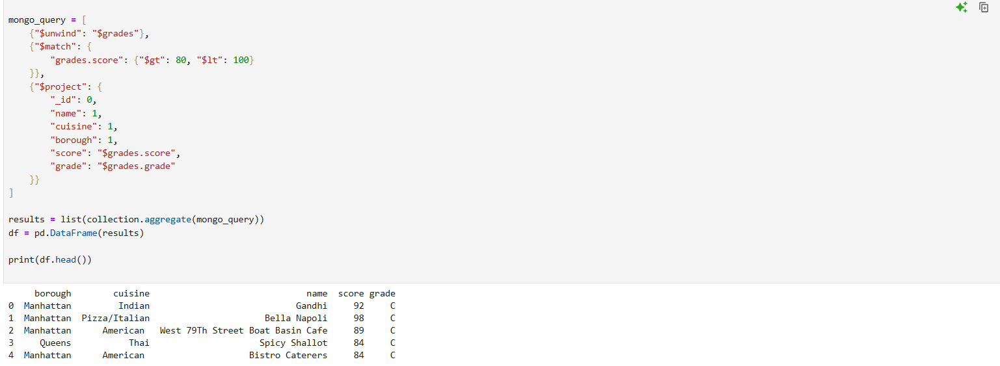 mongo_query = [
    {"$unwind": "$grades"},
    {"$match": {
        "grades.score": {"$gt": 80, "$lt": 100}
    }},
    {"$project": {
        "_id": 0,
        "name": 1,
        "cuisine": 1,
        "borough": 1,
        "score": "$grades.score",
        "grade": "$grades.grade"
    }}
]
results = list(collection.aggregate(mongo_query))
df = pd.DataFrame(results)
print(df.head())
     borough        cuisine                              name  score grade
0  Manhattan         Indian                            Gandhi     92     C
1  Manhattan  Pizza/Italian                      Bella Napoli     98     C
2  Manhattan      American   West 79Th Street Boat Basin Cafe     89     C
3     Queens           Thai                     Spicy Shallot     84     C
4  Manhattan      American                    Bistro Caterers     84     C